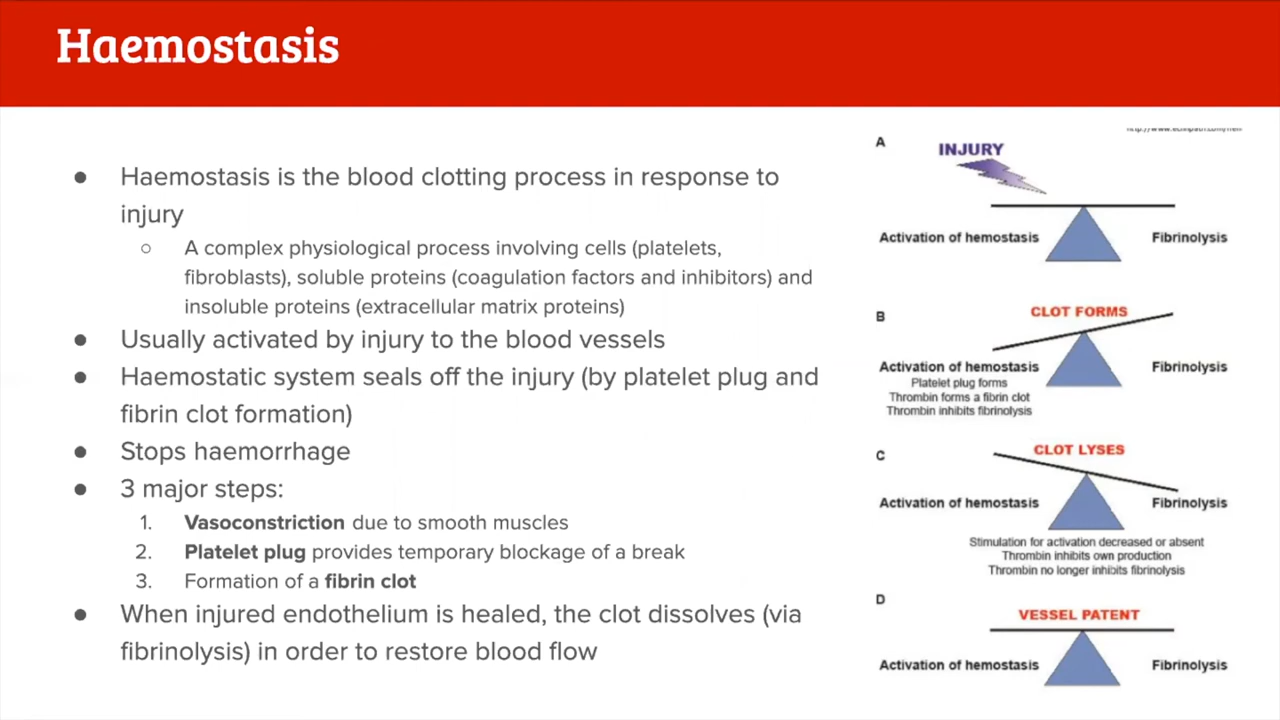 Haemostasis
● Haemostasis is the blood clotting process in response to
injury
○ A complex physiological process involving cells (platelets,
fibroblasts), soluble proteins (coagulation factors and inhibitors) and
insoluble proteins (extracellular matrix proteins)
● Usually activated by injury to the blood vessels
● Haemostatic system seals off the injury (by platelet plug and
fibrin clot formation)
● Stops haemorrhage
● 3 major steps:
1. Vasoconstriction due to smooth muscles
2. Platelet plug provides temporary blockage of a break
3. Formation of a fibrin clot
● When injured endothelium is healed, the clot dissolves (via
fibrinolysis) in order to restore blood flow
A
INJURY
Activation of hemostasis
Fibrinolysis
B
CLOT FORMS
Activation of hemostasis
Fibrinolysis
Platelet plug forms
Thrombin forms a fibrin clot
Thrombin inhibits fibrinolysis
C
CLOT LYSES
Activation of hemostasis
Fibrinolysis
Stimulation for activation decreased or absent
Thrombin inhibits own production
Thrombin no longer inhibits fibrinolysis
D
VESSEL PATENT
Activation of hemostasis
Fibrinolysis